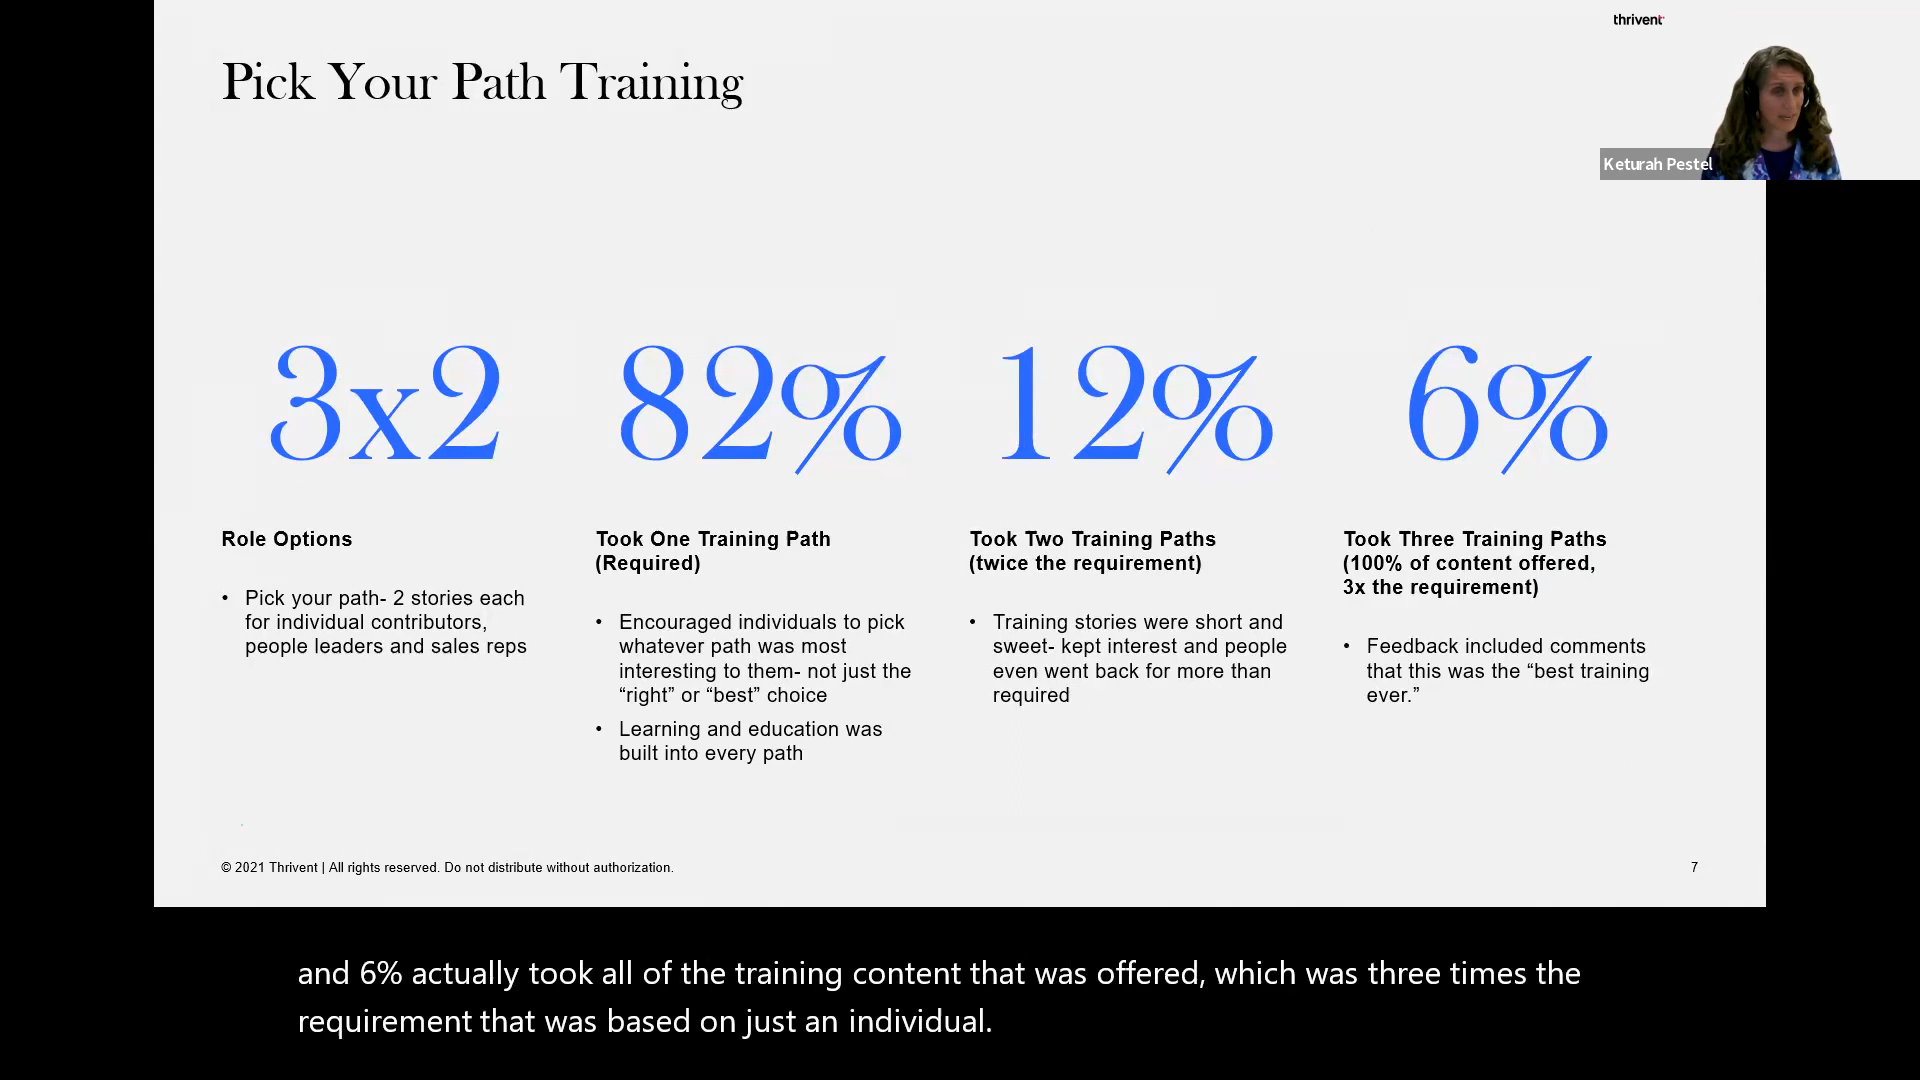 thrivent
Pick Your Path Training
Keturah Pestel
3x2
82%
12%
6%
Role Options
• Pick your path- 2 stories each
for individual contributors,
people leaders and sales reps
Took One Training Path
(Required)
• Encouraged individuals to pick
whatever path was most
interesting to them- not just the
“right” or “best” choice
• Learning and education was
built into every path
Took Two Training Paths
(twice the requirement)
• Training stories were short and
sweet- kept interest and people
even went back for more than
required
Took Three Training Paths
(100% of content offered,
3x the requirement)
• Feedback included comments
that this was the “best training
ever.”
© 2021 Thrivent | All rights reserved. Do not distribute without authorization.
7
and 6% actually took all of the training content that was offered, which was three times the
requirement that was based on just an individual.